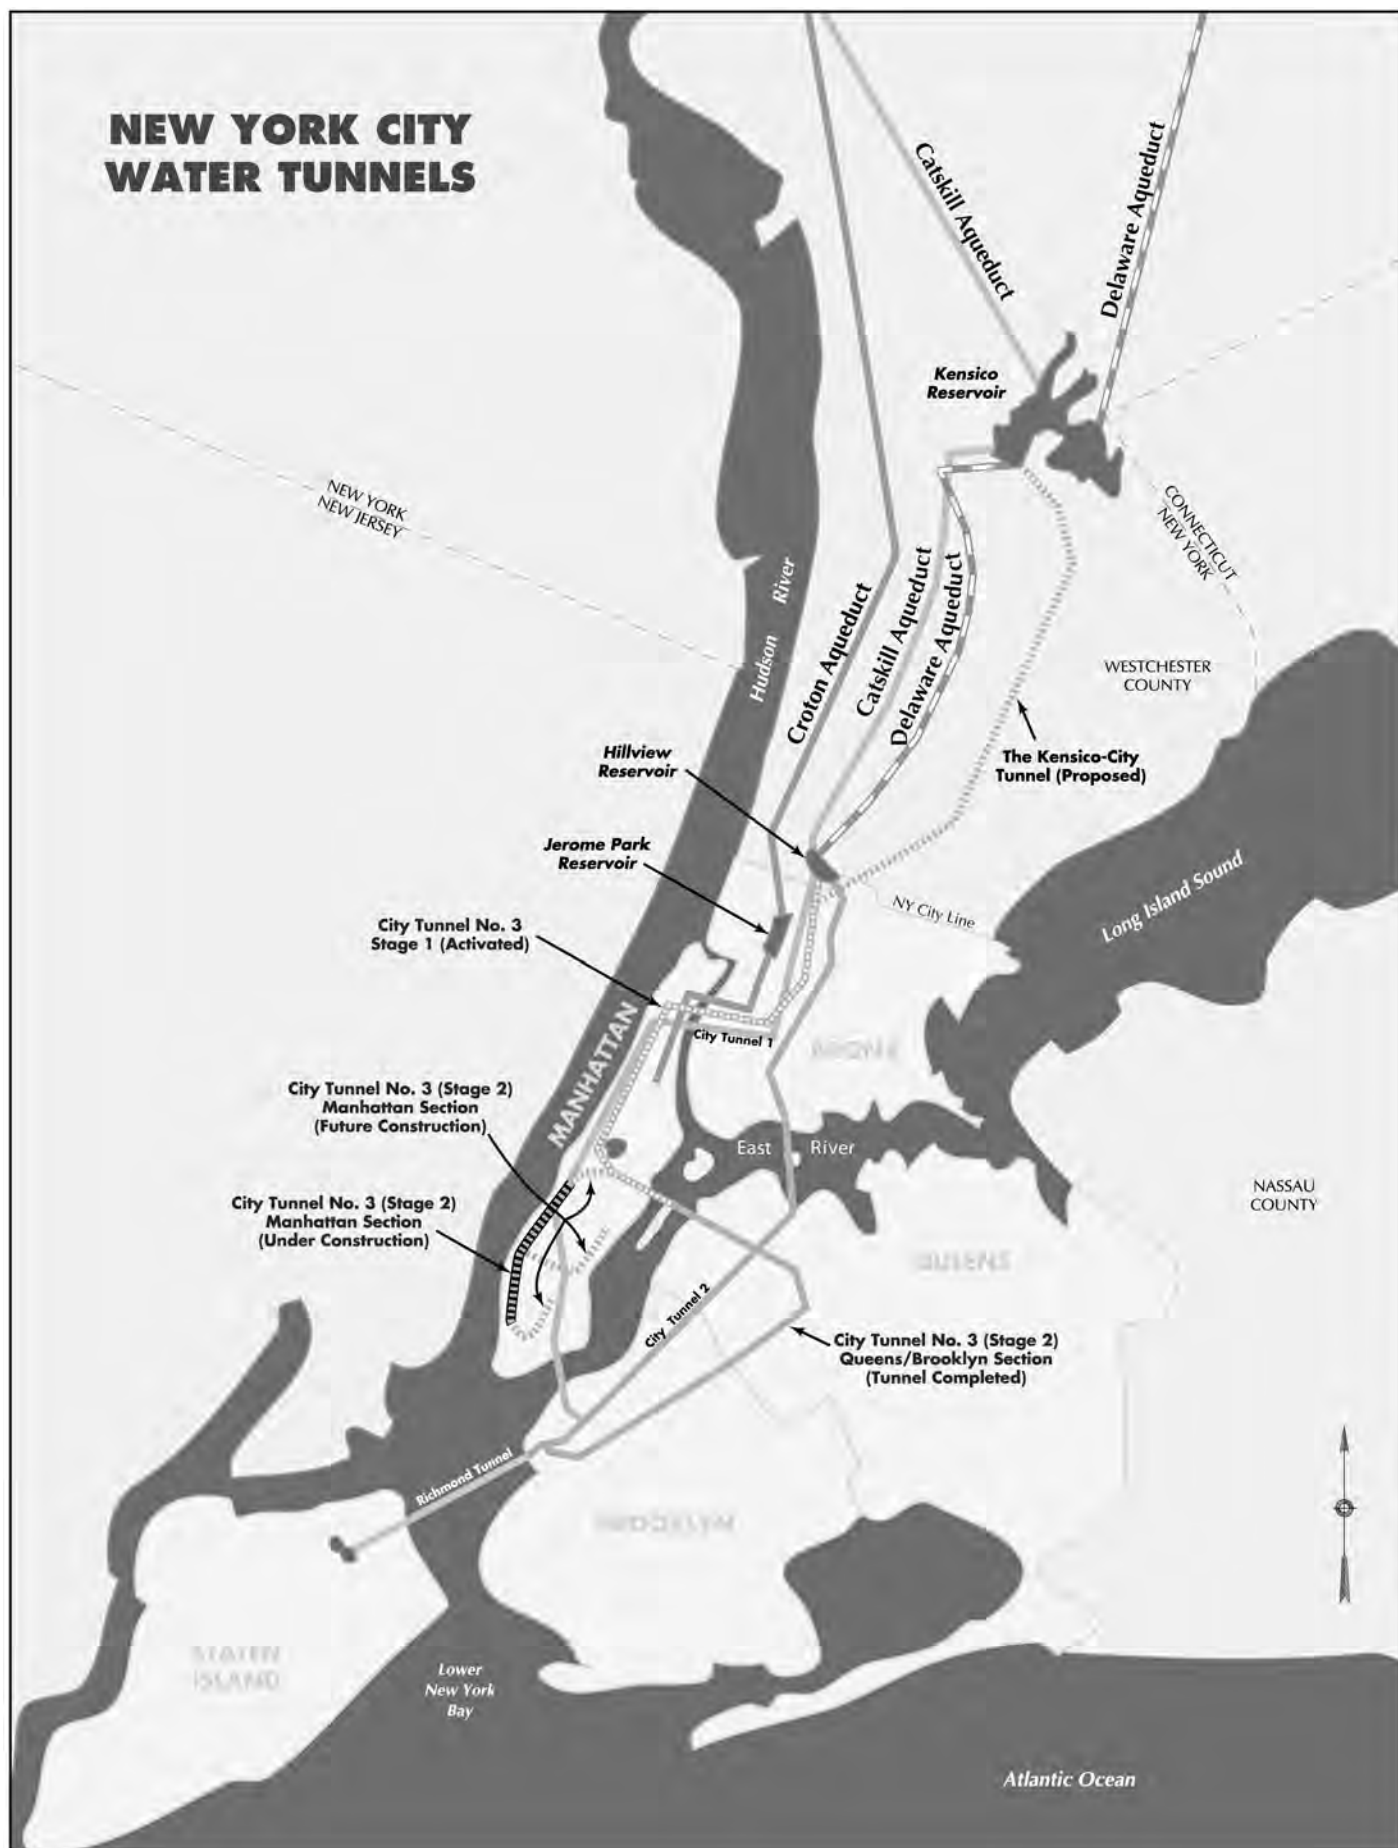 NEW YORK CITY
WATER TUNNELS
Catskill Aqueduct
Delaware Aqueduct
Kensico
Reservoir
NEW YORK
NEW JERSEY
CONNECTICUT
NEW YORK
Hudson River
Croton Aqueduct
Catskill Aqueduct
Delaware Aqueduct
WESTCHESTER
COUNTY
The Kensico-City
Tunnel (Proposed)
Hillview
Reservoir
Jerome Park
Reservoir
NY City Line
Long Island Sound
City Tunnel No. 3
Stage 1 (Activated)
MANHATTAN
City Tunnel 1
BRONX
City Tunnel No. 3 (Stage 2)
Manhattan Section
(Future Construction)
East River
City Tunnel No. 3 (Stage 2)
Manhattan Section
(Under Construction)
NASSAU
COUNTY
QUEENS
City Tunnel 2
City Tunnel No. 3 (Stage 2)
Queens/Brooklyn Section
(Tunnel Completed)
Richmond Tunnel
BROOKLYN
STATEN
ISLAND
Lower
New York
Bay
Atlantic Ocean